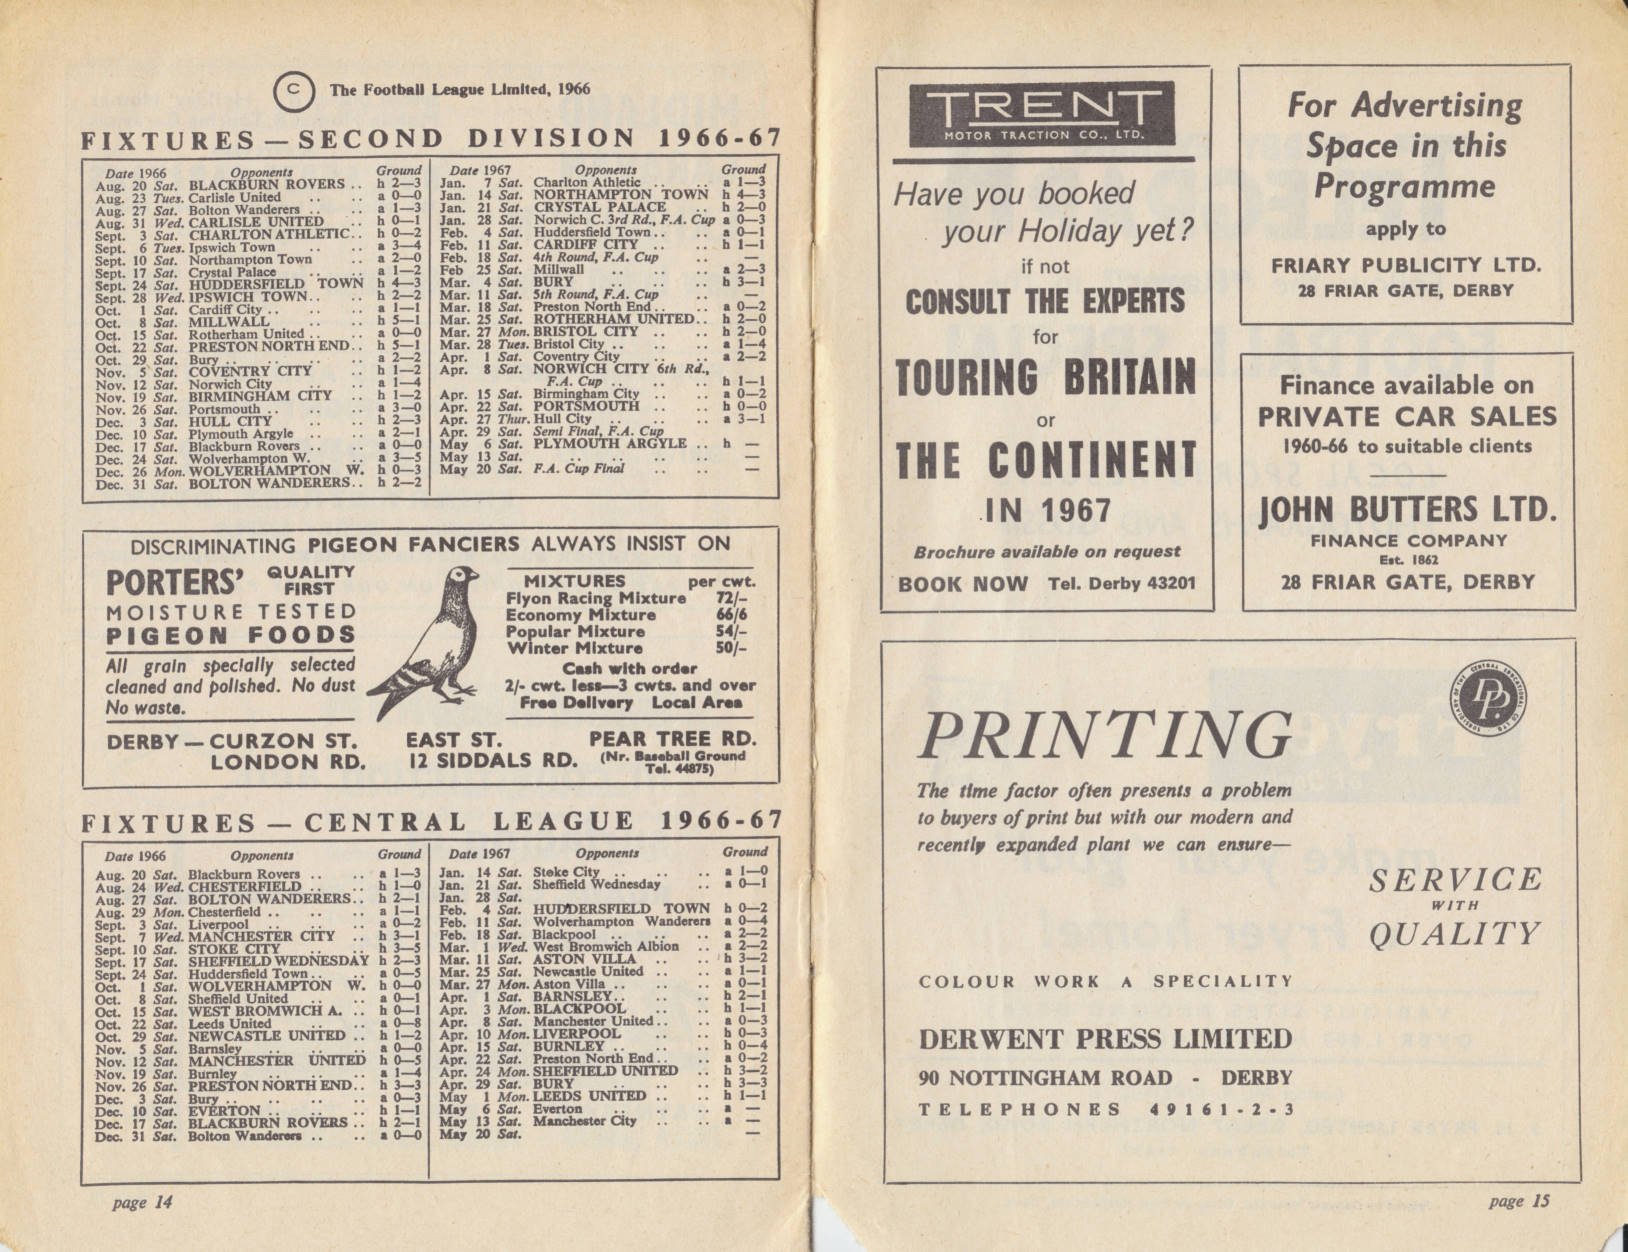 C The Football League Limited, 1966
FIXTURES — SECOND DIVISION 1966-67
Date 1966 Opponents Ground
Aug. 20 Sat. BLACKBURN ROVERS .. h 2—3
Aug. 23 Tues. Carlisle United .. .. a 0—0
Aug. 27 Sat. Bolton Wanderers .. .. a 1—3
Aug. 31 Wed. CARLISLE UNITED .. h 0—1
Sept. 3 Sat. CHARLTON ATHLETIC .. h 0—2
Sept. 6 Tues. Ipswich Town .. .. a 3—4
Sept. 10 Sat. Northampton Town .. a 2—0
Sept. 17 Sat. Crystal Palace .. .. a 1—2
Sept. 24 Sat. HUDDERSFIELD TOWN h 4—3
Sept. 28 Wed. IPSWICH TOWN .. .. h 2—2
Oct. 1 Sat. Cardiff City .. .. .. a 1—1
Oct. 8 Sat. MILLWALL .. .. h 5—1
Oct. 15 Sat. Rotherham United .. .. a 0—0
Oct. 22 Sat. PRESTON NORTH END .. h 5—1
Oct. 29 Sat. Bury .. .. .. .. a 2—2
Nov. 5 Sat. COVENTRY CITY .. h 1—2
Nov. 12 Sat. Norwich City .. .. a 1—4
Nov. 19 Sat. BIRMINGHAM CITY .. h 1—2
Nov. 26 Sat. Portsmouth .. .. .. a 3—0
Dec. 3 Sat. HULL CITY .. .. h 2—3
Dec. 10 Sat. Plymouth Argyle .. .. a 2—1
Dec. 17 Sat. Blackburn Rovers .. .. a 0—0
Dec. 24 Sat. Wolverhampton W. .. a 3—5
Dec. 26 Mon. WOLVERHAMPTON W. h 0—3
Dec. 31 Sat. BOLTON WANDERERS .. h 2—2
Date 1967 Opponents Ground
Jan. 7 Sat. Charlton Athletic .. .. a 1—3
Jan. 14 Sat. NORTHAMPTON TOWN h 4—3
Jan. 21 Sat. CRYSTAL PALACE .. h 2—0
Jan. 28 Sat. Norwich C. 3rd Rd., F.A. Cup a 0—3
Feb. 4 Sat. Huddersfield Town .. .. a 0—1
Feb. 11 Sat. CARDIFF CITY .. .. h 1—1
Feb. 18 Sat. 4th Round, F.A. Cup .. —
Feb 25 Sat. Millwall .. .. .. a 2—3
Mar. 4 Sat. BURY .. .. .. h 3—1
Mar. 11 Sat. 5th Round, F.A. Cup .. —
Mar. 18 Sat. Preston North End .. .. a 0—2
Mar. 25 Sat. ROTHERHAM UNITED .. h 2—0
Mar. 27 Mon. BRISTOL CITY .. .. h 2—0
Mar. 28 Tues. Bristol City .. .. .. a 1—4
Apr. 1 Sat. Coventry City .. .. a 2—2
Apr. 8 Sat. NORWICH CITY 6th Rd.,
F.A. Cup .. .. .. h 1—1
Apr. 15 Sat. Birmingham City .. .. a 0—2
Apr. 22 Sat. PORTSMOUTH .. .. h 0—0
Apr. 27 Thur. Hull City .. .. .. a 3—1
Apr. 29 Sat. Semi Final, F.A. Cup
May 6 Sat. PLYMOUTH ARGYLE .. h —
May 13 Sat. .. .. .. .. —
May 20 Sat. F.A. Cup Final .. .. —
DISCRIMINATING PIGEON FANCIERS ALWAYS INSIST ON
PORTERS' QUALITY FIRST
MOISTURE TESTED
PIGEON FOODS
All grain specially selected
cleaned and polished. No dust
No waste.
MIXTURES per cwt.
Flyon Racing Mixture 72/-
Economy Mixture 66/6
Popular Mixture 54/-
Winter Mixture 50/-
Cash with order
2/- cwt. less—3 cwts. and over
Free Delivery Local Area
DERBY — CURZON ST. EAST ST. PEAR TREE RD.
LONDON RD. 12 SIDDALS RD. (Nr. Baseball Ground
Tel. 44875)
FIXTURES — CENTRAL LEAGUE 1966-67
Date 1966 Opponents Ground
Aug. 20 Sat. Blackburn Rovers .. .. a 1—3
Aug. 24 Wed. CHESTERFIELD .. .. h 1—0
Aug. 27 Sat. BOLTON WANDERERS .. h 2—1
Aug. 29 Mon. Chesterfield .. .. .. a 1—1
Sept. 3 Sat. Liverpool .. .. .. a 0—2
Sept. 7 Wed. MANCHESTER CITY .. h 3—1
Sept. 10 Sat. STOKE CITY .. .. h 3—5
Sept. 17 Sat. SHEFFIELD WEDNESDAY h 2—3
Sept. 24 Sat. Huddersfield Town .. .. a 0—5
Oct. 1 Sat. WOLVERHAMPTON W. h 0—0
Oct. 8 Sat. Sheffield United .. .. a 0—1
Oct. 15 Sat. WEST BROMWICH A. .. h 0—1
Oct. 22 Sat. Leeds United .. .. a 0—8
Oct. 29 Sat. NEWCASTLE UNITED .. h 1—2
Nov. 5 Sat. Barnsley .. .. .. a 0—0
Nov. 12 Sat. MANCHESTER UNITED h 0—5
Nov. 19 Sat. Burnley .. .. .. a 1—4
Nov. 26 Sat. PRESTON NORTH END .. h 3—3
Dec. 3 Sat. Bury .. .. .. .. a 0—3
Dec. 10 Sat. EVERTON .. .. .. h 1—1
Dec. 17 Sat. BLACKBURN ROVERS .. h 2—1
Dec. 31 Sat. Bolton Wanderers .. .. a 0—0
Date 1967 Opponents Ground
Jan. 14 Sat. Stoke City .. .. .. a 1—0
Jan. 21 Sat. Sheffield Wednesday .. a 0—1
Jan. 28 Sat.
Feb. 4 Sat. HUDDERSFIELD TOWN h 0—2
Feb. 11 Sat. Wolverhampton Wanderers a 0—4
Feb. 18 Sat. Blackpool .. .. .. a 2—2
Mar. 1 Wed. West Bromwich Albion .. a 2—2
Mar. 11 Sat. ASTON VILLA .. .. h 3—2
Mar. 25 Sat. Newcastle United .. .. a 1—1
Mar. 27 Mon. Aston Villa .. .. .. a 0—1
Apr. 1 Sat. BARNSLEY .. .. .. h 2—1
Apr. 3 Mon. BLACKPOOL .. .. h 1—1
Apr. 8 Sat. Manchester United .. .. a 0—3
Apr. 10 Mon. LIVERPOOL .. .. h 0—3
Apr. 15 Sat. BURNLEY .. .. .. h 0—4
Apr. 22 Sat. Preston North End .. .. a 0—2
Apr. 24 Mon. SHEFFIELD UNITED .. h 3—2
Apr. 29 Sat. BURY .. .. .. h 3—3
May 1 Mon. LEEDS UNITED .. .. h 1—1
May 6 Sat. Everton .. .. .. a —
May 13 Sat. Manchester City .. .. a —
May 20 Sat. —
page 14
TRENT
MOTOR TRACTION CO., LTD.
Have you booked
your Holiday yet?
if not
CONSULT THE EXPERTS
for
TOURING BRITAIN
or
THE CONTINENT
IN 1967
Brochure available on request
BOOK NOW Tel. Derby 43201
For Advertising
Space in this
Programme
apply to
FRIARY PUBLICITY LTD.
28 FRIAR GATE, DERBY
Finance available on
PRIVATE CAR SALES
1960-66 to suitable clients
JOHN BUTTERS LTD.
FINANCE COMPANY
Est. 1862
28 FRIAR GATE, DERBY
DP.
PRINTING
The time factor often presents a problem
to buyers of print but with our modern and
recently expanded plant we can ensure—
SERVICE
WITH
QUALITY
COLOUR WORK A SPECIALITY
DERWENT PRESS LIMITED
90 NOTTINGHAM ROAD - DERBY
TELEPHONES 49161-2-3
page 15